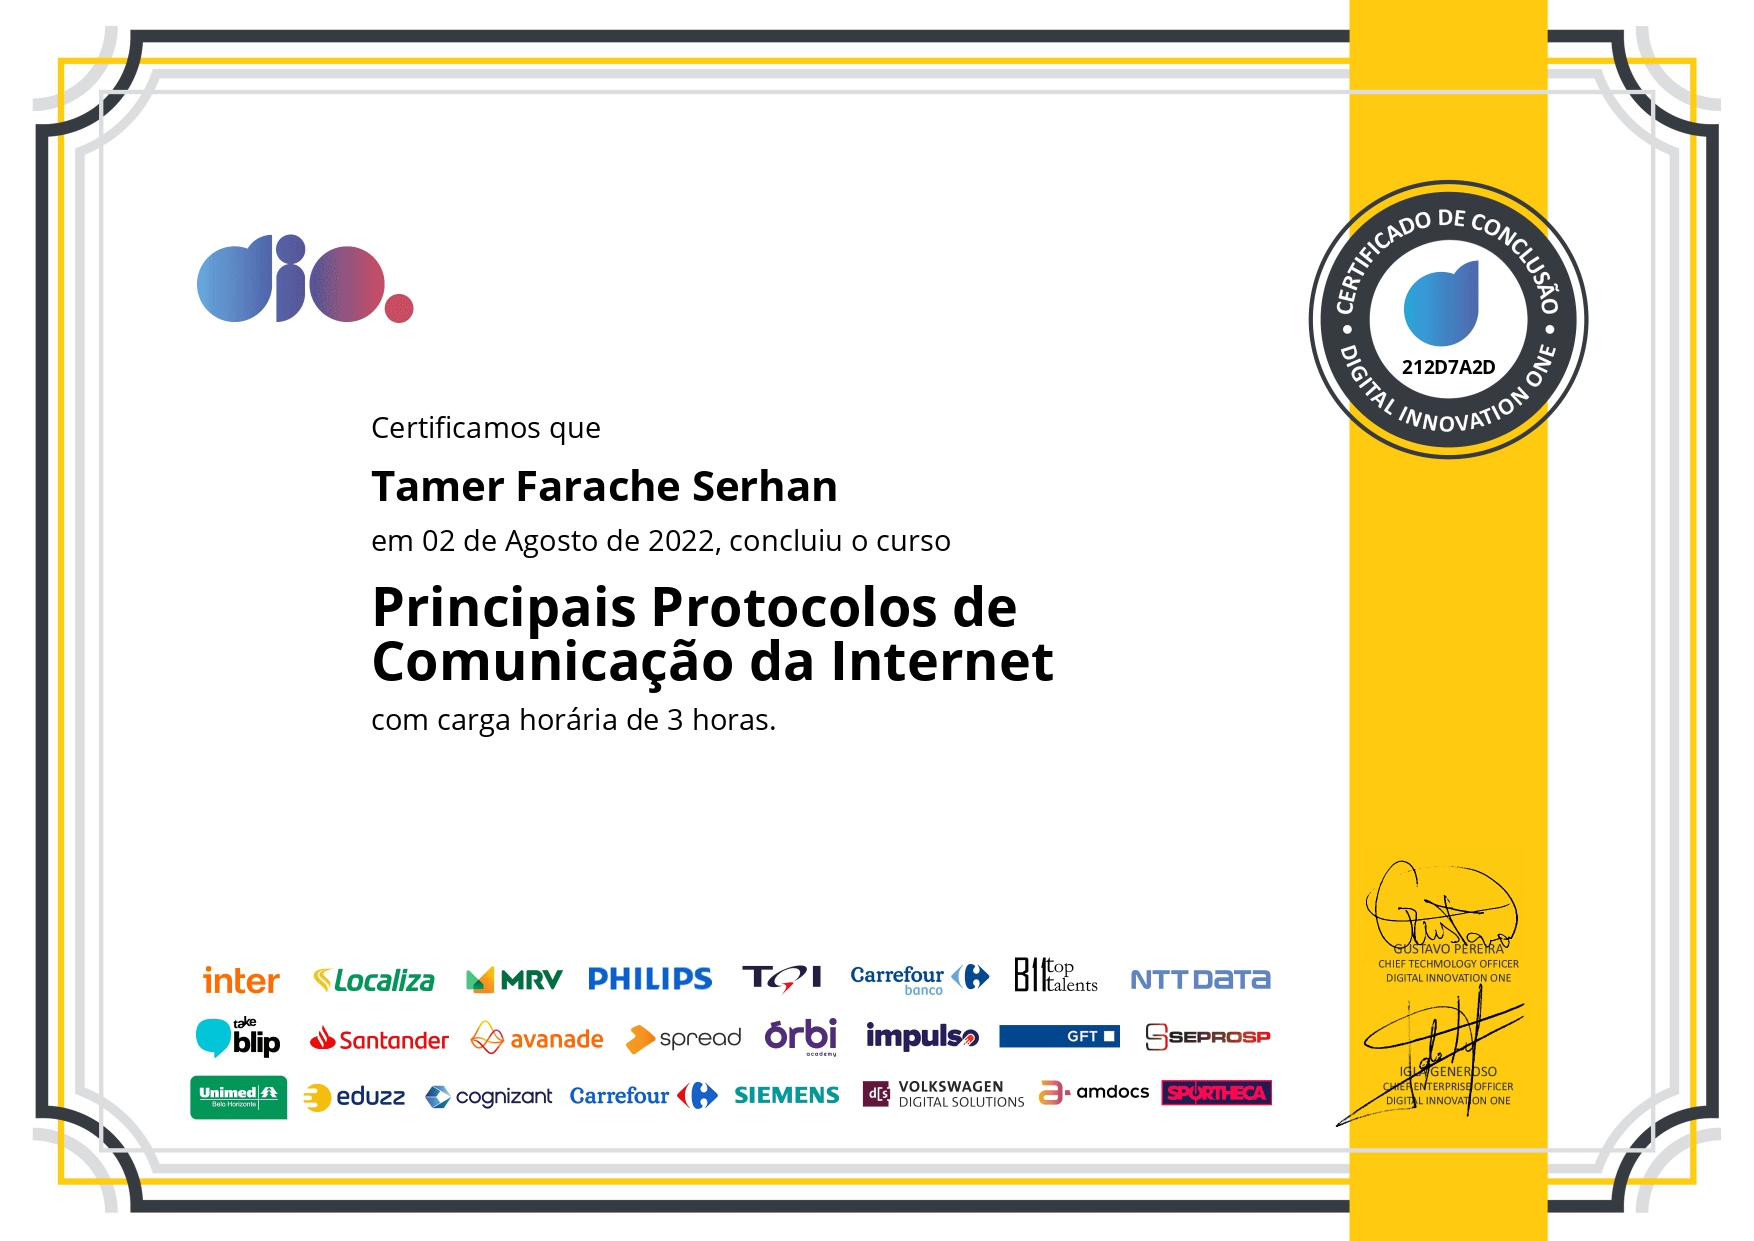 dio.
CERTIFICADO DE CONCLUSÃO
212D7A2D
DIGITAL INNOVATION ONE
Certificamos que
Tamer Farache Serhan
em 02 de Agosto de 2022, concluiu o curso
Principais Protocolos de
Comunicação da Internet
com carga horária de 3 horas.
Gustavo
GUSTAVO PEREIRA
CHIEF TECHNOLOGY OFFICER
DIGITAL INNOVATION ONE
IGLÁ GENEROSO
CHIEF ENTERPRISE OFFICER
DIGITAL INNOVATION ONE
inter Localiza MRV PHILIPS TQI Carrefour banco top talents NTT DATA
take blip Santander avanade spread órbi academy impulso GFT SEPROSP
Unimed Belo Horizonte eduzz cognizant Carrefour SIEMENS d[s] VOLKSWAGEN DIGITAL SOLUTIONS a amdocs SPORTHECA